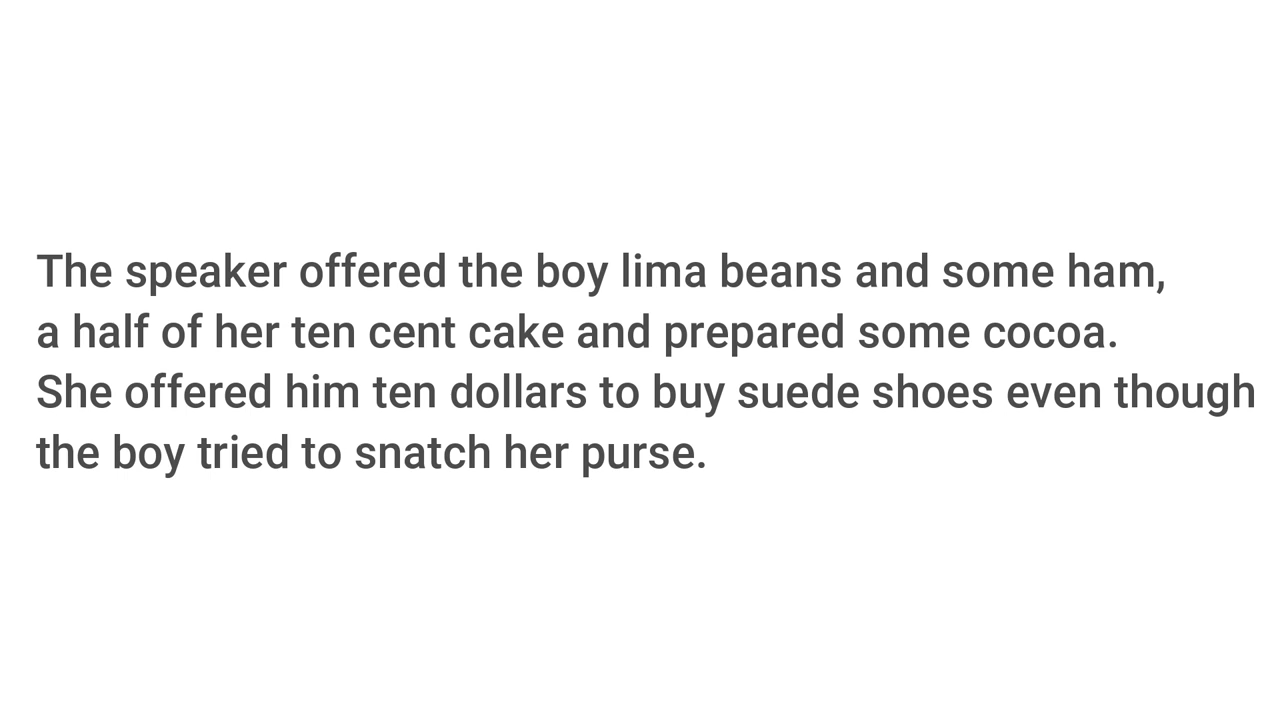 The speaker offered the boy lima beans and some ham,
a half of her ten cent cake and prepared some cocoa.
She offered him ten dollars to buy suede shoes even though
the boy tried to snatch her purse.